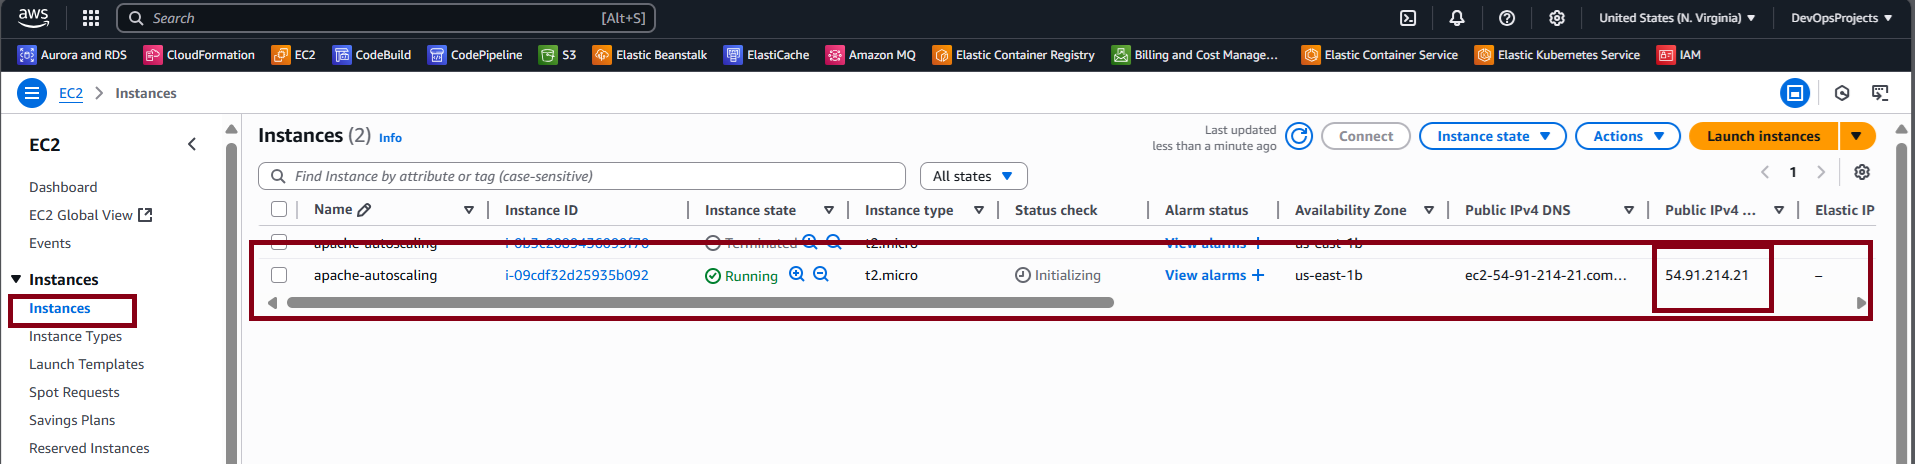 aws Search [Alt+S] United States (N. Virginia) DevOpsProjects
Aurora and RDS CloudFormation EC2 CodeBuild CodePipeline S3 Elastic Beanstalk ElastiCache Amazon MQ Elastic Container Registry Billing and Cost Manage... Elastic Container Service Elastic Kubernetes Service IAM
EC2 Instances
EC2
Dashboard
EC2 Global View
Events
Instances
Instances
Instance Types
Launch Templates
Spot Requests
Savings Plans
Reserved Instances
Instances (2) Info
Last updated
less than a minute ago
Connect Instance state Actions Launch instances
Find Instance by attribute or tag (case-sensitive) All states 1
Name Instance ID Instance state Instance type Status check Alarm status Availability Zone Public IPv4 DNS Public IPv4 ... Elastic IP
apache-autoscaling Terminated t2.micro View alarms + us-east-1b
apache-autoscaling i-09cdf32d25935b092 Running t2.micro Initializing View alarms + us-east-1b ec2-54-91-214-21.com... 54.91.214.21 –